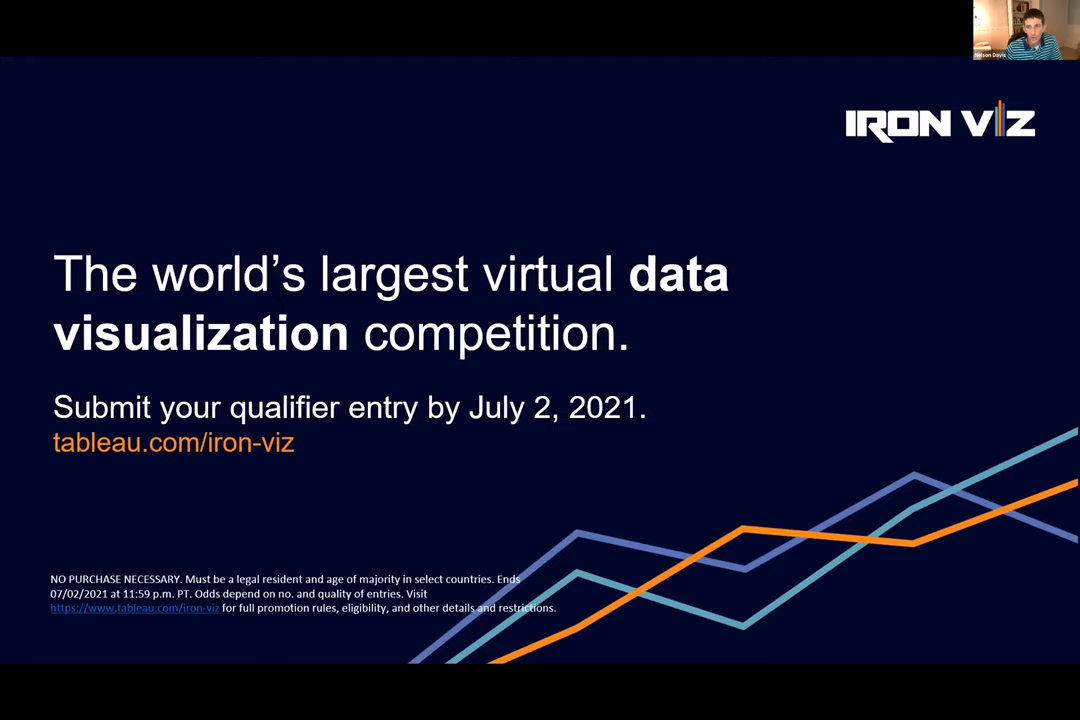 Nelson Davis
IRON VIZ
The world's largest virtual data
visualization competition.
Submit your qualifier entry by July 2, 2021.
tableau.com/iron-viz
NO PURCHASE NECESSARY. Must be a legal resident and age of majority in select countries. Ends
07/02/2021 at 11:59 p.m. PT. Odds depend on no. and quality of entries. Visit
https://www.tableau.com/iron-viz for full promotion rules, eligibility, and other details and restrictions.